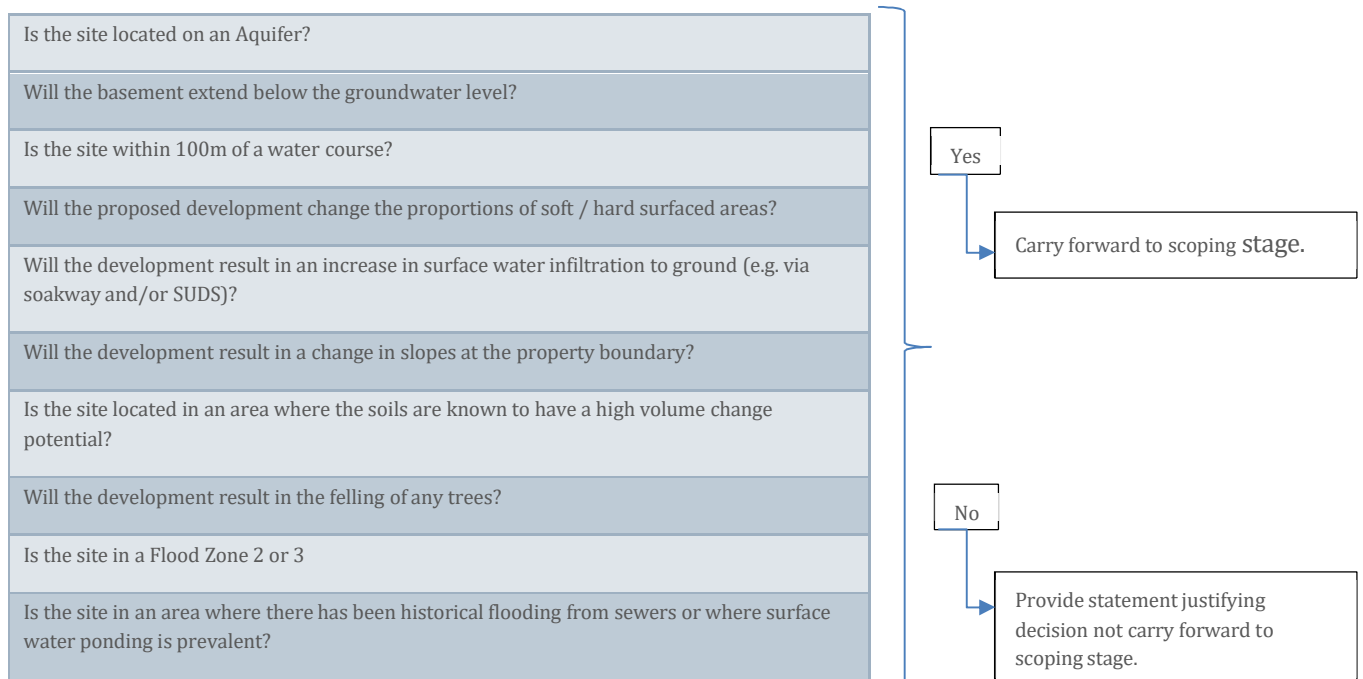 Is the site located on an Aquifer?
Will the basement extend below the groundwater level?
Is the site within 100m of a water course?
Will the proposed development change the proportions of soft / hard surfaced areas?
Will the development result in an increase in surface water infiltration to ground (e.g. via
soakway and/or SUDS)?
Will the development result in a change in slopes at the property boundary?
Is the site located in an area where the soils are known to have a high volume change
potential?
Will the development result in the felling of any trees?
Is the site in a Flood Zone 2 or 3
Is the site in an area where there has been historical flooding from sewers or where surface
water ponding is prevalent?
Yes
Carry forward to scoping stage.
No
Provide statement justifying
decision not carry forward to
scoping stage.